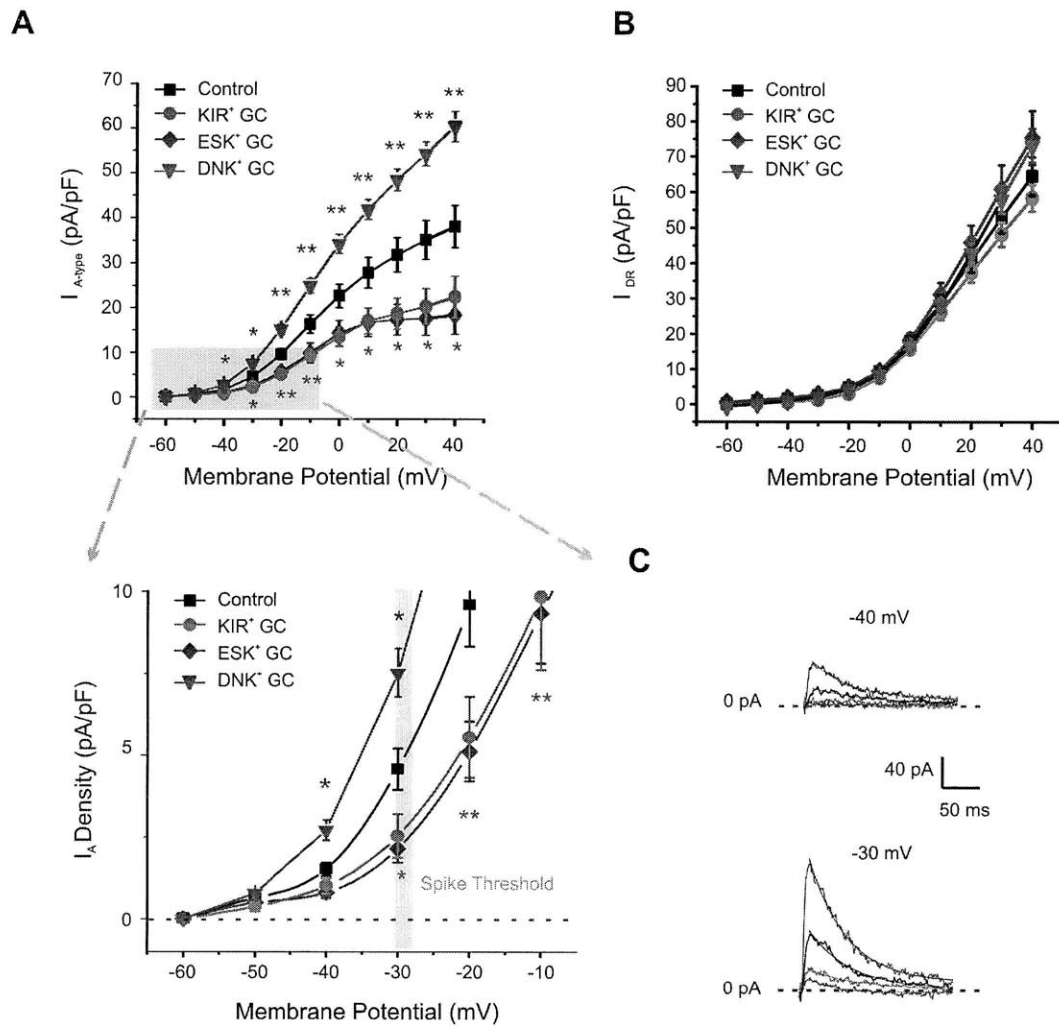 A
I A-type (pA/pF)
70
60
50
40
30
20
10
0
Control
KIR+ GC
ESK+ GC
DNK+ GC
** ** ** ** ** ** ** ** * *
* ** ** * * * * *
-60 -40 -20 0 20 40
Membrane Potential (mV)
B
I DR (pA/pF)
90
80
70
60
50
40
30
20
10
0
Control
KIR+ GC
ESK+ GC
DNK+ GC
-60 -40 -20 0 20 40
Membrane Potential (mV)
IA Density (pA/pF)
10
5
0
Control
KIR+ GC
ESK+ GC
DNK+ GC
* *
* ** **
Spike Threshold
-60 -50 -40 -30 -20 -10
Membrane Potential (mV)
C
-40 mV
0 pA
40 pA
50 ms
-30 mV
0 pA